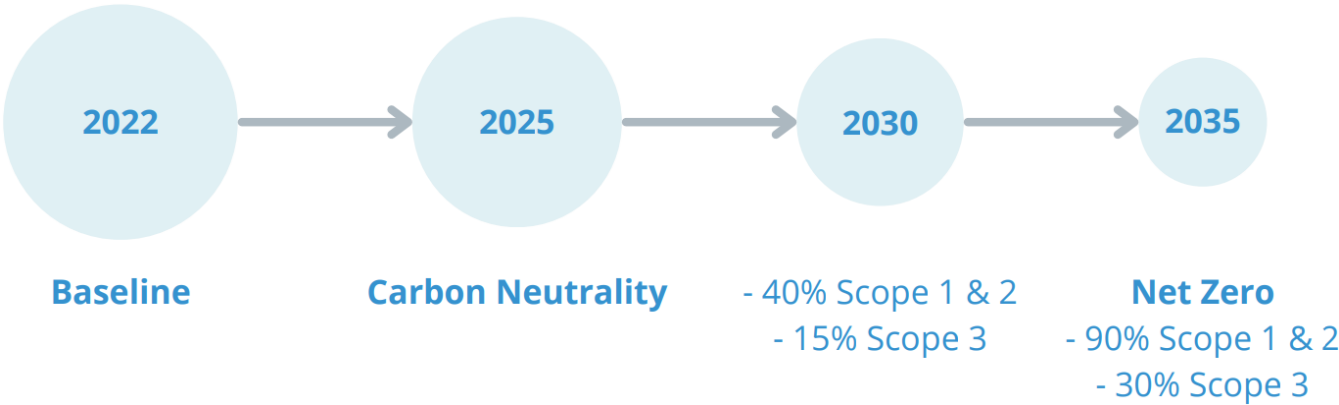 2022
2025
2030
2035
Baseline
Carbon Neutrality
- 40% Scope 1 & 2
- 15% Scope 3
Net Zero
- 90% Scope 1 & 2
- 30% Scope 3